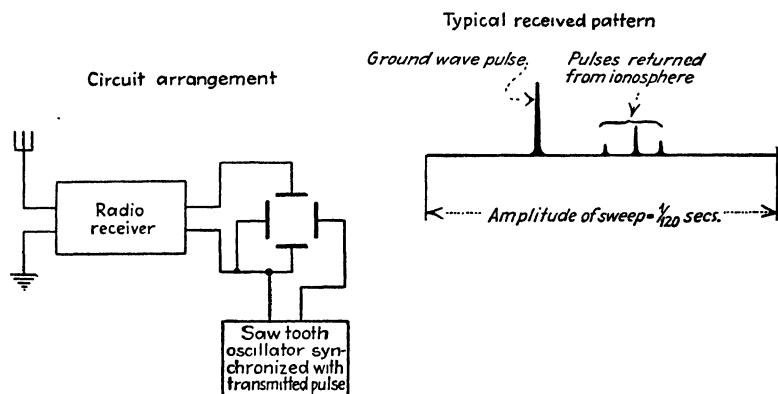 Typical received pattern
Ground wave pulse
Pulses returned
from ionosphere
Circuit arrangement
Radio
receiver
Amplitude of sweep=1/120 secs.
Saw tooth
oscillator syn-
chronized with
transmitted pulse